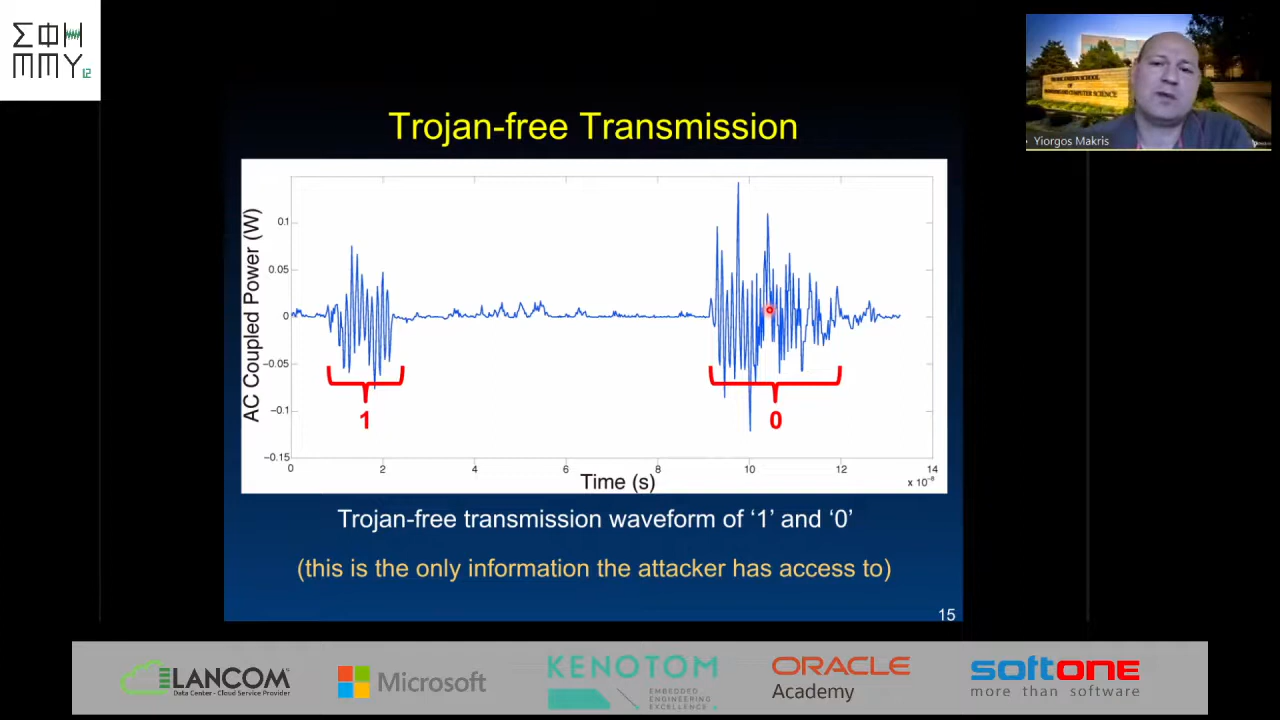 ΣΦΗ
ΜΜΥ 12
Yiorgos Makris
Trojan-free Transmission
AC Coupled Power (W)
0.1
0.05
0
−0.05
−0.1
−0.15
1
0
0
2
4
6
8
10
12
14
Time (s)
Trojan-free transmission waveform of ‘1’ and ‘0’
(this is the only information the attacker has access to)
15
LANCOM
Data Center - Cloud Service Provider
Microsoft
KENOTOM
EMBEDDED
ENGINEERING
EXCELLENCE
ORACLE
Academy
softone
more than software